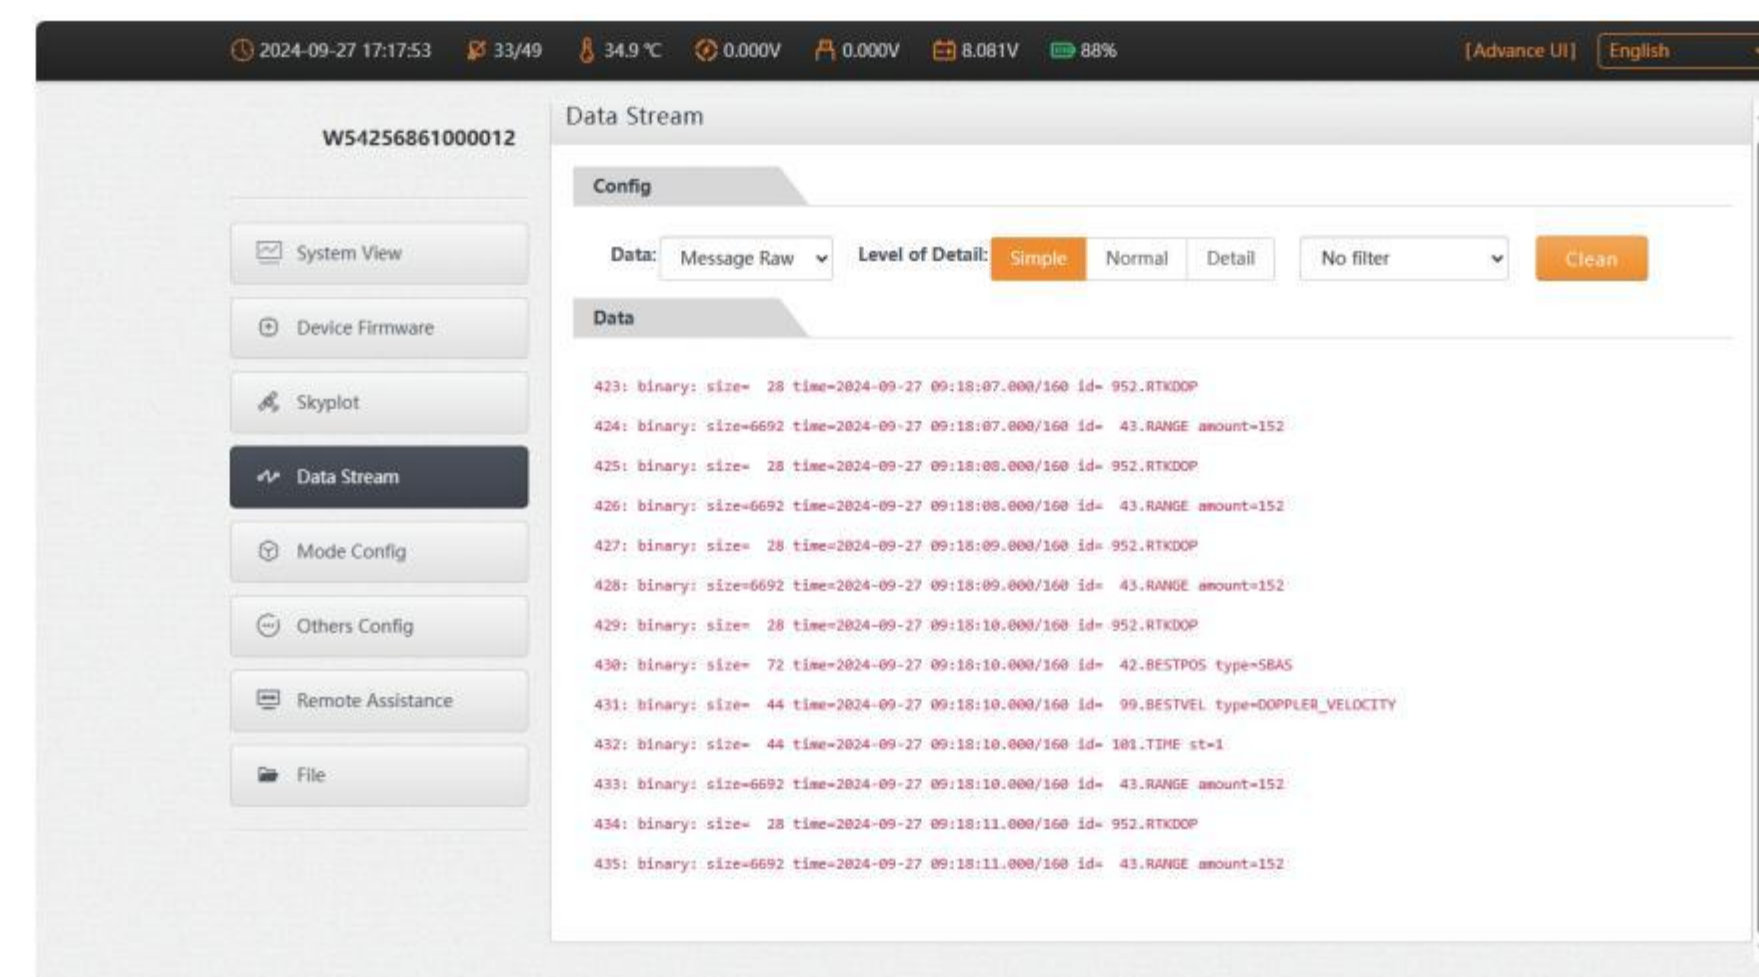 2024-09-27 17:17:53 33/49 34.9 ℃ 0.000V 0.000V 8.081V 88% [Advance UI] English
W54256861000012
System View
Device Firmware
Skyplot
Data Stream
Mode Config
Others Config
Remote Assistance
File
Data Stream
Config
Data: Message Raw Level of Detail: Simple Normal Detail No filter Clean
Data
423: binary: size= 28 time=2024-09-27 09:18:07.000/160 id= 952.RTKDOP
424: binary: size=6692 time=2024-09-27 09:18:07.000/160 id= 43.RANGE amount=152
425: binary: size= 28 time=2024-09-27 09:18:08.000/160 id= 952.RTKDOP
426: binary: size=6692 time=2024-09-27 09:18:08.000/160 id= 43.RANGE amount=152
427: binary: size= 28 time=2024-09-27 09:18:09.000/160 id= 952.RTKDOP
428: binary: size=6692 time=2024-09-27 09:18:09.000/160 id= 43.RANGE amount=152
429: binary: size= 28 time=2024-09-27 09:18:10.000/160 id= 952.RTKDOP
430: binary: size= 72 time=2024-09-27 09:18:10.000/160 id= 42.BESTPOS type=SBAS
431: binary: size= 44 time=2024-09-27 09:18:10.000/160 id= 99.BESTVEL type=DOPPLER_VELOCITY
432: binary: size= 44 time=2024-09-27 09:18:10.000/160 id= 101.TIME st=1
433: binary: size=6692 time=2024-09-27 09:18:10.000/160 id= 43.RANGE amount=152
434: binary: size= 28 time=2024-09-27 09:18:11.000/160 id= 952.RTKDOP
435: binary: size=6692 time=2024-09-27 09:18:11.000/160 id= 43.RANGE amount=152